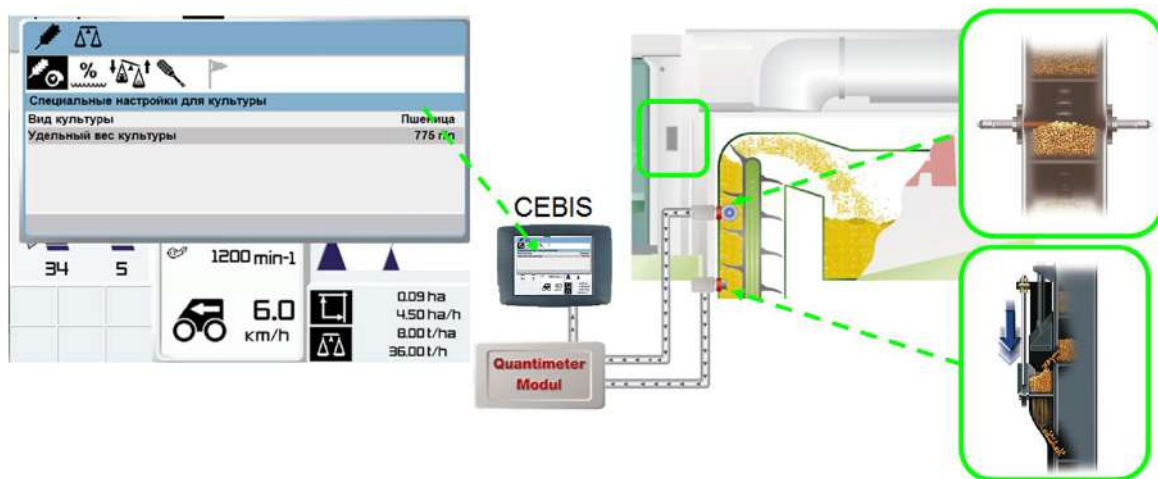 Специальные настройки для культуры
Вид культуры Пшеница
Удельный вес культуры 775 г/л
%
34 5
1200 min-1
6.0
км/h
0.09 ha
4.50 ha/h
8.00 t/ha
36.00 t/h
CEBIS
Quantimeter
Modul